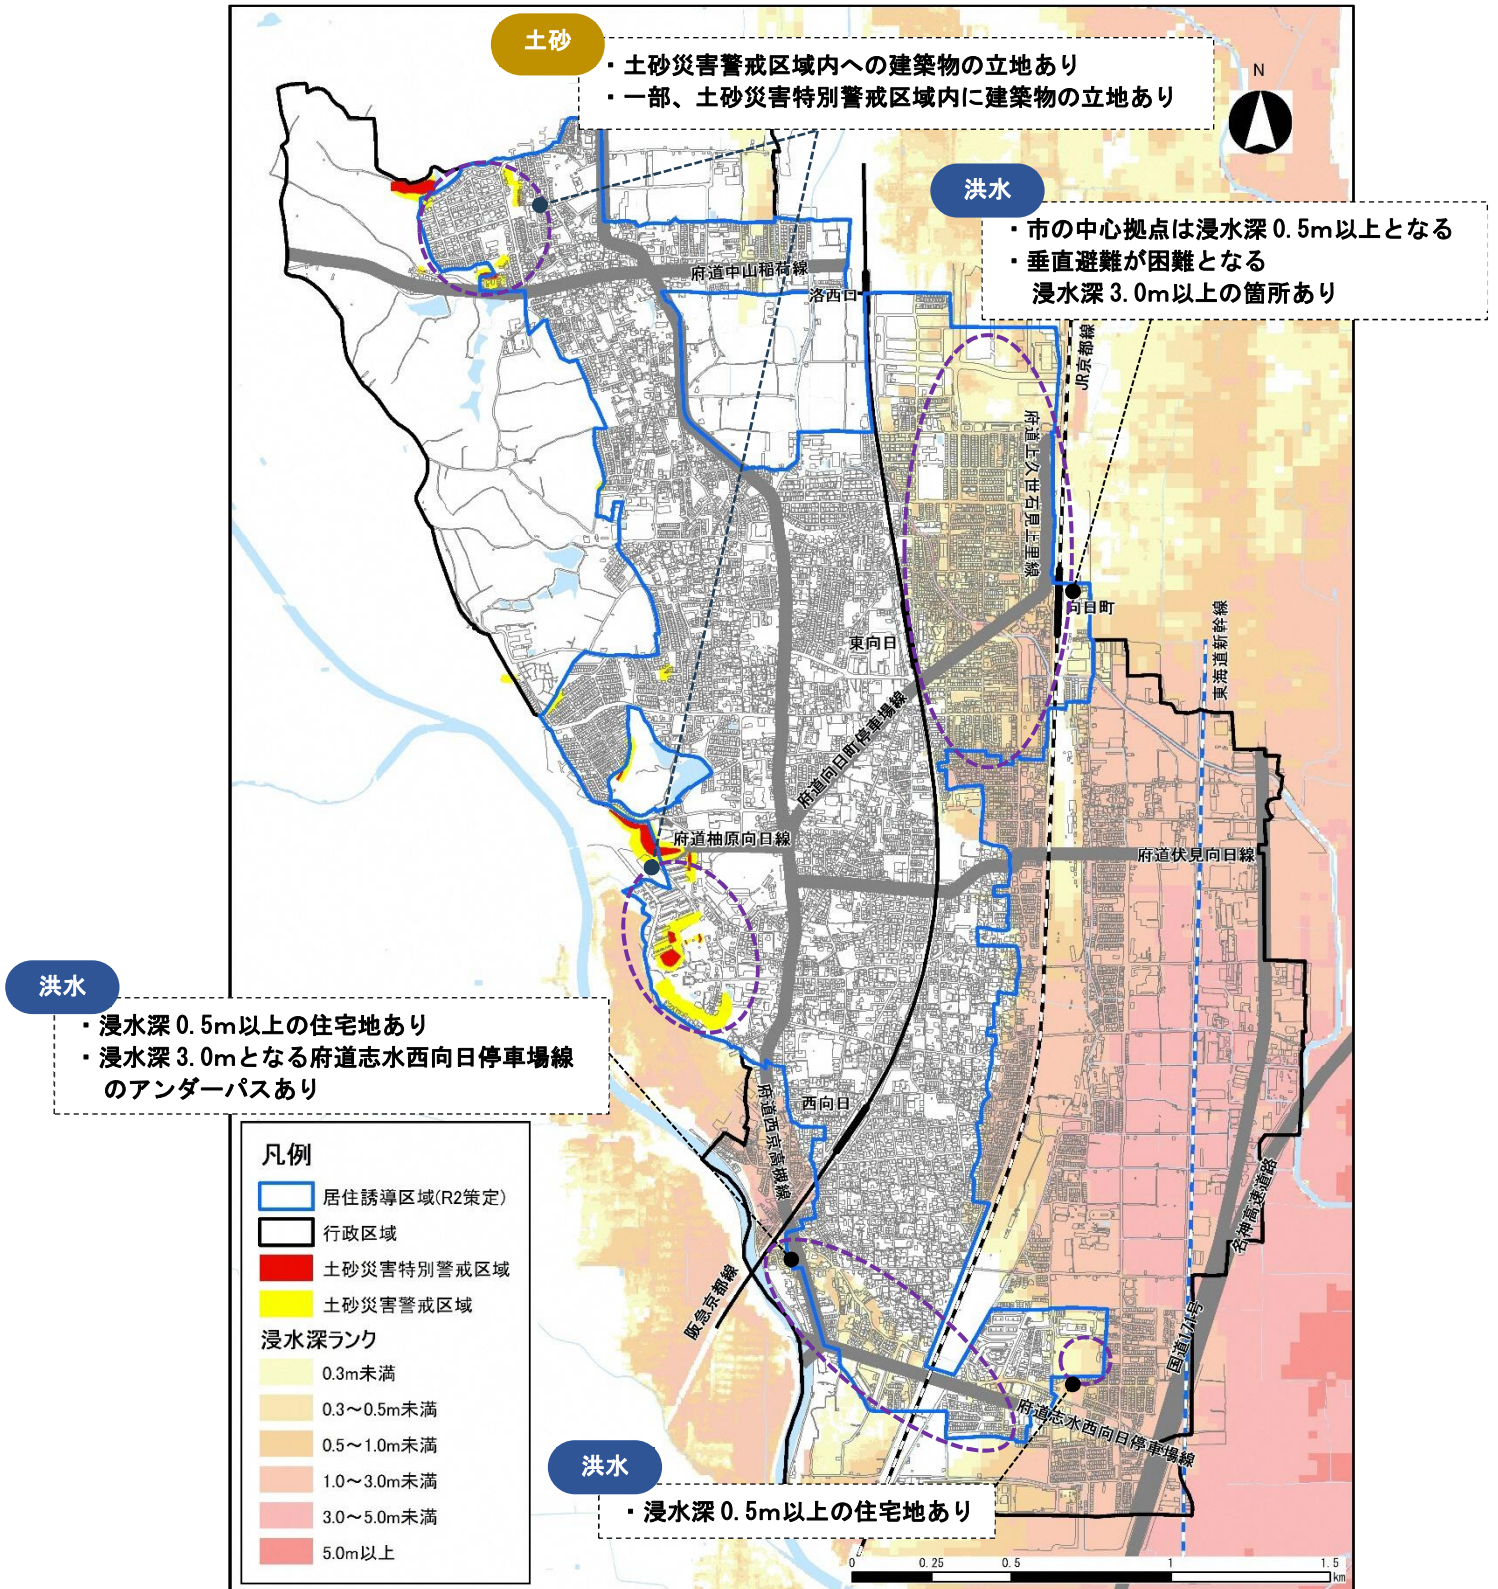 土砂
・土砂災害警戒区域内への建築物の立地あり
・一部、土砂災害特別警戒区域内に建築物の立地あり
N
洪水
・市の中心拠点は浸水深0.5m以上となる
・垂直避難が困難となる
浸水深3.0m以上の箇所あり
府道中山稲荷線
洛西口
JR京都線
府道上久世石見上里線
向日町
東向日
東海道新幹線
府道向日町停車場線
府道柚原向日線
府道伏見向日線
洪水
・浸水深0.5m以上の住宅地あり
・浸水深3.0mとなる府道志水西向日停車場線
のアンダーパスあり
西向日
府道西京高槻線
名神高速道路
阪急京都線
国道171号
府道志水西向日停車場線
凡例
居住誘導区域(R2策定)
行政区域
土砂災害特別警戒区域
土砂災害警戒区域
浸水深ランク
0.3m未満
0.3～0.5m未満
0.5～1.0m未満
1.0～3.0m未満
3.0～5.0m未満
5.0m以上
洪水
・浸水深0.5m以上の住宅地あり
0 0.25 0.5 1 1.5
km